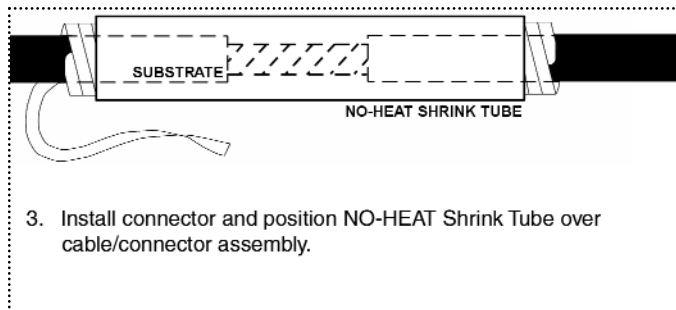 SUBSTRATE
NO-HEAT SHRINK TUBE
3. Install connector and position NO-HEAT Shrink Tube over
cable/connector assembly.